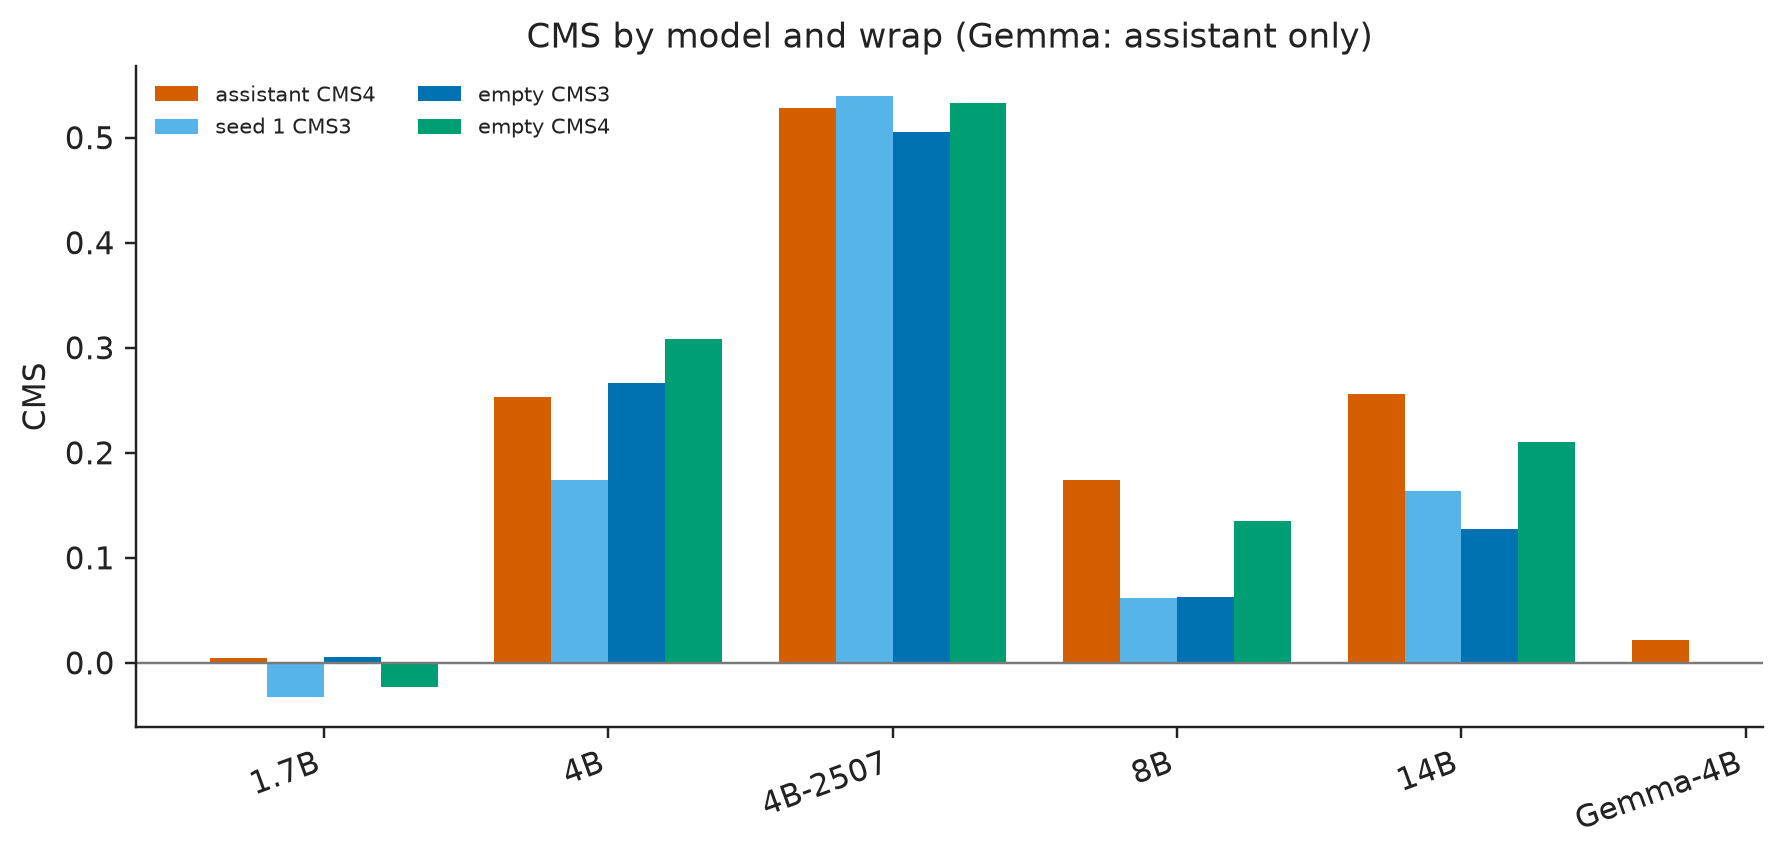 CMS by model and wrap (Gemma: assistant only)
assistant CMS4
seed 1 CMS3
empty CMS3
empty CMS4
CMS
0.5
0.4
0.3
0.2
0.1
0.0
1.7B
4B
4B-2507
8B
14B
Gemma-4B